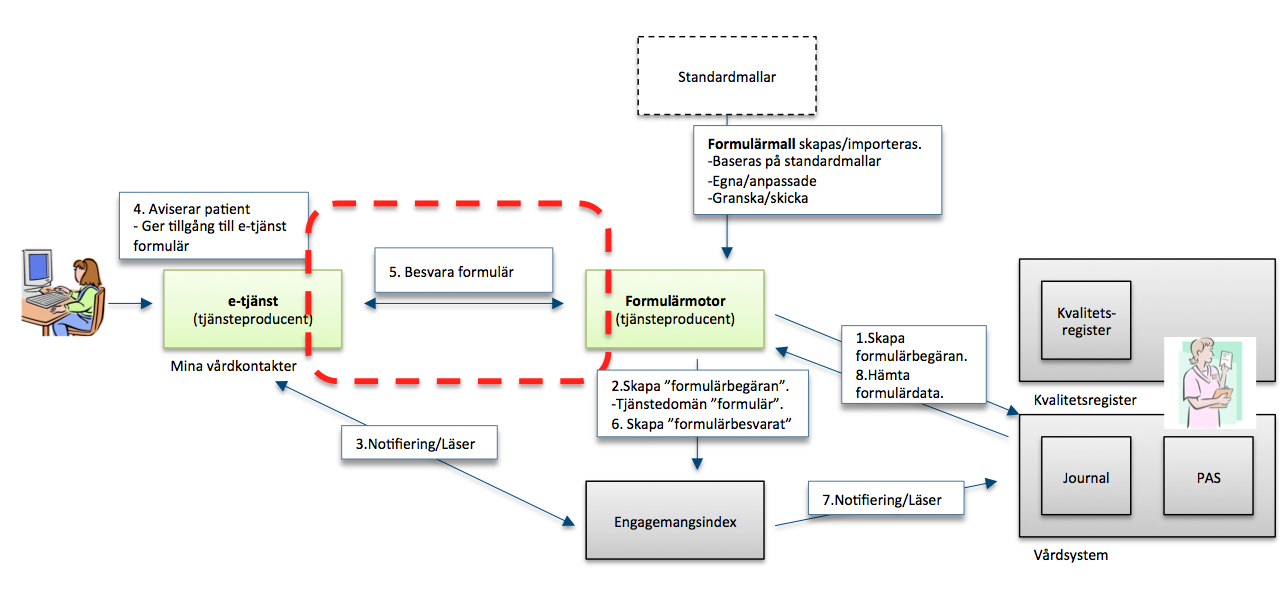 Standardmallar
Formulärmall skapas/importeras.
-Baseras på standardmallar
-Egna/anpassade
-Granska/skicka
4. Aviserar patient
- Ger tillgång till e-tjänst
formulär
5. Besvara formulär
e-tjänst
(tjänsteproducent)
Mina vårdkontakter
Formulärmotor
(tjänsteproducent)
Kvalitets-
register
Kvalitetsregister
1.Skapa
formulärbegäran.
8.Hämta
formulärdata.
2.Skapa ”formulärbegäran”.
-Tjänstedomän ”formulär”.
6. Skapa ”formulärbesvarat”
3.Notifiering/Läser
Journal
PAS
Vårdsystem
7.Notifiering/Läser
Engagemangsindex